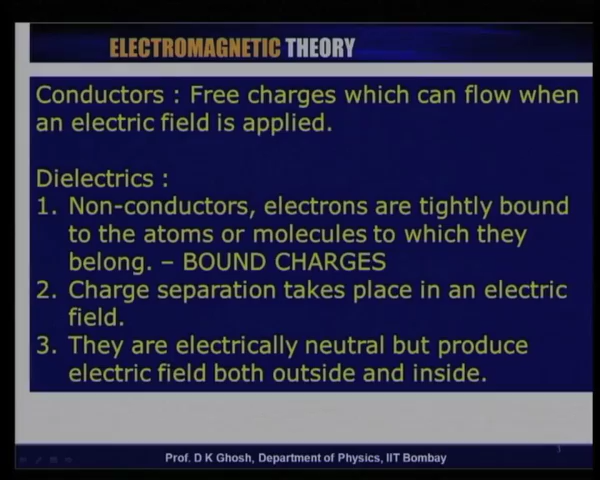 ELECTROMAGNETIC THEORY
Conductors : Free charges which can flow when
an electric field is applied.
Dielectrics :
1. Non-conductors, electrons are tightly bound
to the atoms or molecules to which they
belong. – BOUND CHARGES
2. Charge separation takes place in an electric
field.
3. They are electrically neutral but produce
electric field both outside and inside.
Prof. D K Ghosh, Department of Physics, IIT Bombay